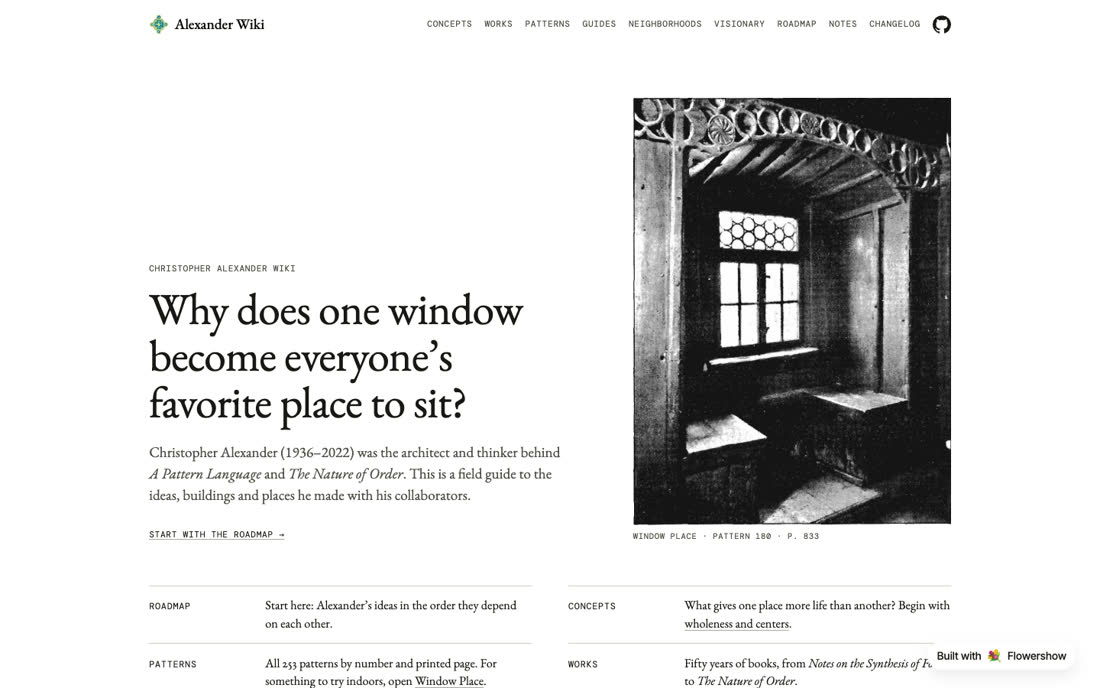 Alexander Wiki
CONCEPTS WORKS PATTERNS GUIDES NEIGHBORHOODS VISIONARY ROADMAP NOTES CHANGELOG
CHRISTOPHER ALEXANDER WIKI
Why does one window
become everyone’s
favorite place to sit?
Christopher Alexander (1936–2022) was the architect and thinker behind
A Pattern Language and The Nature of Order. This is a field guide to the
ideas, buildings and places he made with his collaborators.
START WITH THE ROADMAP →
WINDOW PLACE · PATTERN 180 · P. 833
ROADMAP
Start here: Alexander’s ideas in the order they depend
on each other.
CONCEPTS
What gives one place more life than another? Begin with
wholeness and centers.
PATTERNS
All 253 patterns by number and printed page. For
something to try indoors, open Window Place.
WORKS
Fifty years of books, from Notes on the Synthesis of
to The Nature of Order.
Built with Flowershow